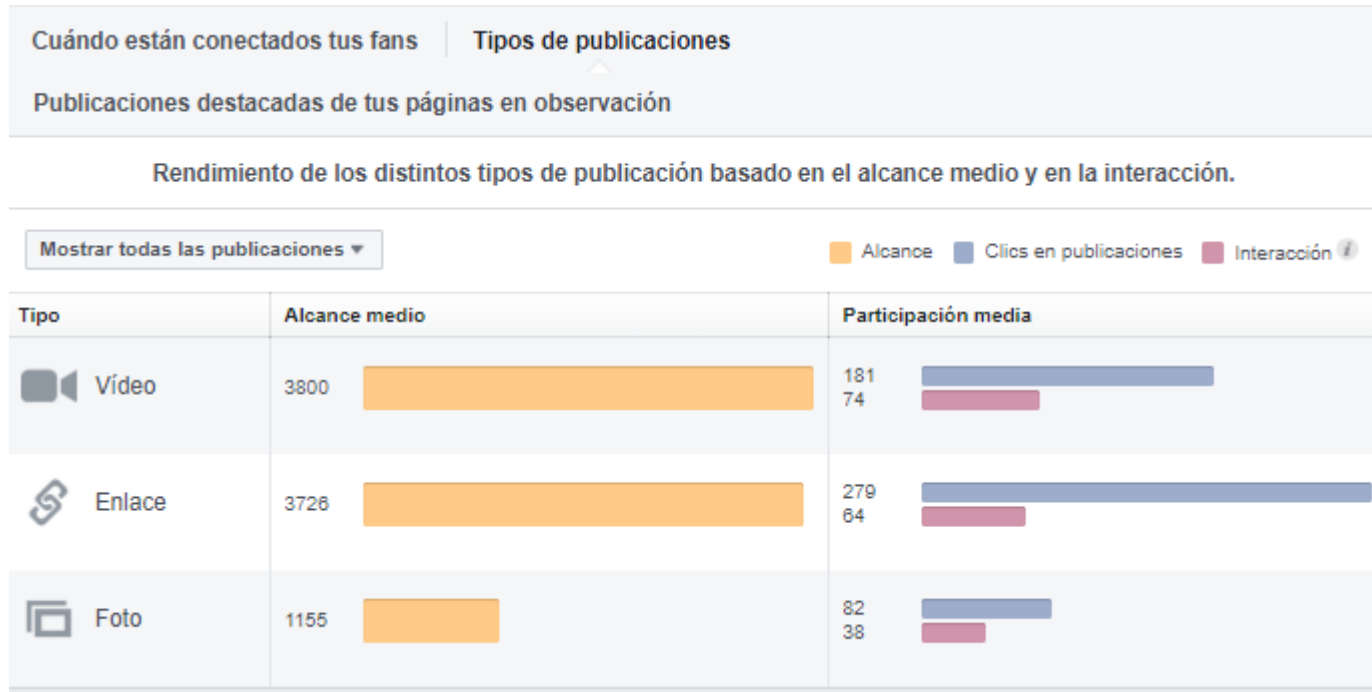 Cuándo están conectados tus fans Tipos de publicaciones
Publicaciones destacadas de tus páginas en observación
Rendimiento de los distintos tipos de publicación basado en el alcance medio y en la interacción.
Mostrar todas las publicaciones Alcance Clics en publicaciones Interacción i
Tipo Alcance medio Participación media
Vídeo 3800 181
74
Enlace 3726 279
64
Foto 1155 82
38